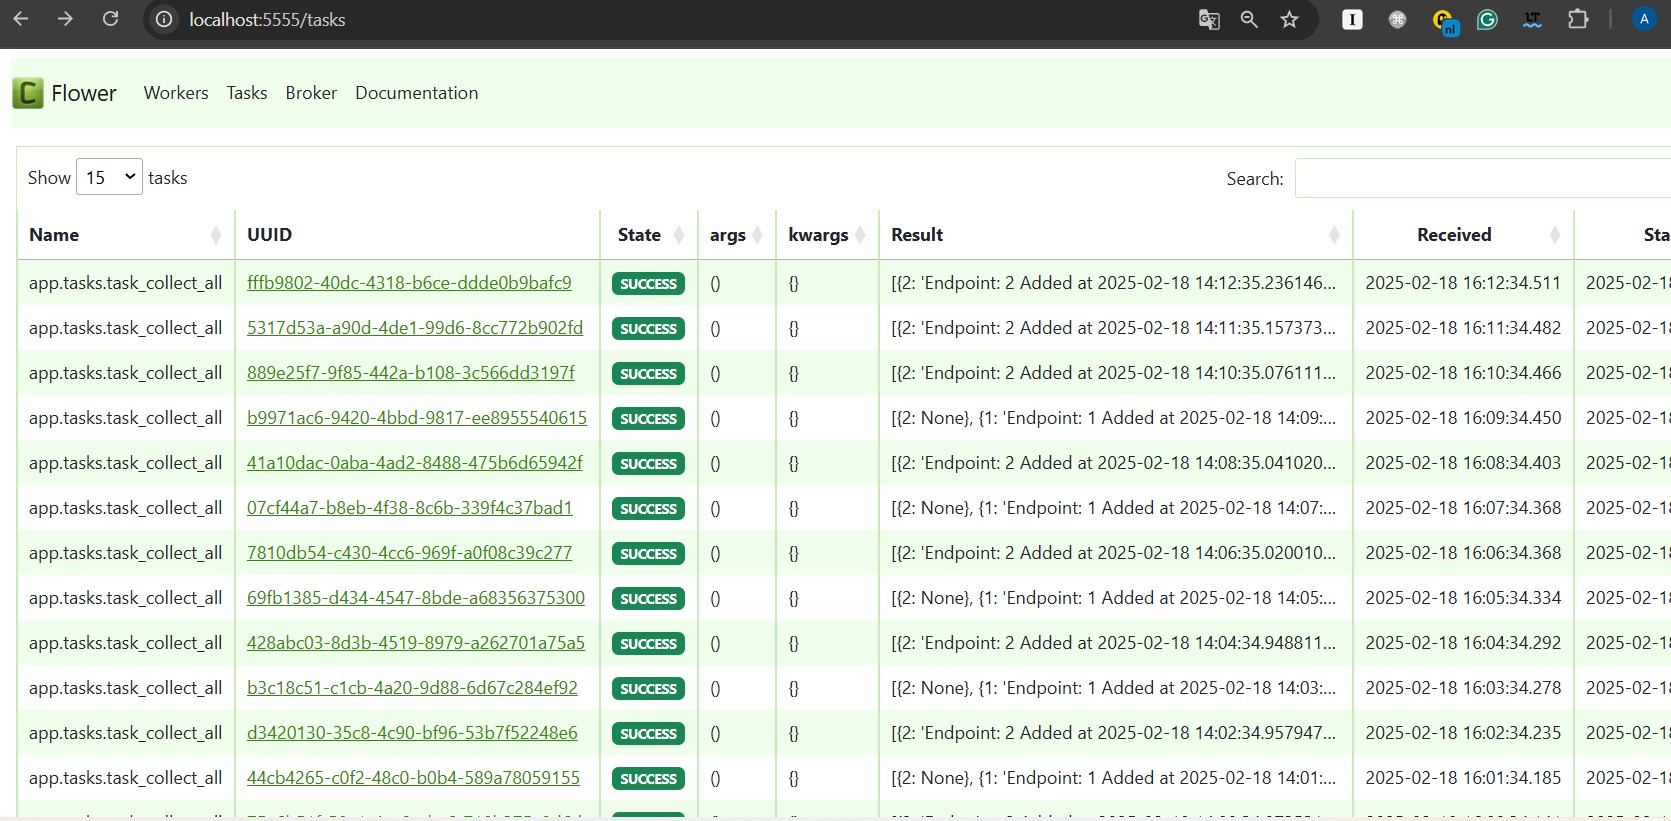 localhost:5555/tasks
I
nl
G
LT
A
C Flower Workers Tasks Broker Documentation
Show 15 tasks Search:
Name UUID State args kwargs Result Received Sta
app.tasks.task_collect_all fffb9802-40dc-4318-b6ce-ddde0b9bafc9 SUCCESS () {} [{2: 'Endpoint: 2 Added at 2025-02-18 14:12:35.236146... 2025-02-18 16:12:34.511 2025-02-18
app.tasks.task_collect_all 5317d53a-a90d-4de1-99d6-8cc772b902fd SUCCESS () {} [{2: 'Endpoint: 2 Added at 2025-02-18 14:11:35.157373... 2025-02-18 16:11:34.482 2025-02-18
app.tasks.task_collect_all 889e25f7-9f85-442a-b108-3c566dd3197f SUCCESS () {} [{2: 'Endpoint: 2 Added at 2025-02-18 14:10:35.076111... 2025-02-18 16:10:34.466 2025-02-18
app.tasks.task_collect_all b9971ac6-9420-4bbd-9817-ee8955540615 SUCCESS () {} [{2: None}, {1: 'Endpoint: 1 Added at 2025-02-18 14:09:... 2025-02-18 16:09:34.450 2025-02-18
app.tasks.task_collect_all 41a10dac-0aba-4ad2-8488-475b6d65942f SUCCESS () {} [{2: 'Endpoint: 2 Added at 2025-02-18 14:08:35.041020... 2025-02-18 16:08:34.403 2025-02-18
app.tasks.task_collect_all 07cf44a7-b8eb-4f38-8c6b-339f4c37bad1 SUCCESS () {} [{2: None}, {1: 'Endpoint: 1 Added at 2025-02-18 14:07:... 2025-02-18 16:07:34.368 2025-02-18
app.tasks.task_collect_all 7810db54-c430-4cc6-969f-a0f08c39c277 SUCCESS () {} [{2: 'Endpoint: 2 Added at 2025-02-18 14:06:35.020010... 2025-02-18 16:06:34.368 2025-02-18
app.tasks.task_collect_all 69fb1385-d434-4547-8bde-a68356375300 SUCCESS () {} [{2: None}, {1: 'Endpoint: 1 Added at 2025-02-18 14:05:... 2025-02-18 16:05:34.334 2025-02-18
app.tasks.task_collect_all 428abc03-8d3b-4519-8979-a262701a75a5 SUCCESS () {} [{2: 'Endpoint: 2 Added at 2025-02-18 14:04:34.948811... 2025-02-18 16:04:34.292 2025-02-18
app.tasks.task_collect_all b3c18c51-c1cb-4a20-9d88-6d67c284ef92 SUCCESS () {} [{2: None}, {1: 'Endpoint: 1 Added at 2025-02-18 14:03:... 2025-02-18 16:03:34.278 2025-02-18
app.tasks.task_collect_all d3420130-35c8-4c90-bf96-53b7f52248e6 SUCCESS () {} [{2: 'Endpoint: 2 Added at 2025-02-18 14:02:34.957947... 2025-02-18 16:02:34.235 2025-02-18
app.tasks.task_collect_all 44cb4265-c0f2-48c0-b0b4-589a78059155 SUCCESS () {} [{2: None}, {1: 'Endpoint: 1 Added at 2025-02-18 14:01:... 2025-02-18 16:01:34.185 2025-02-18